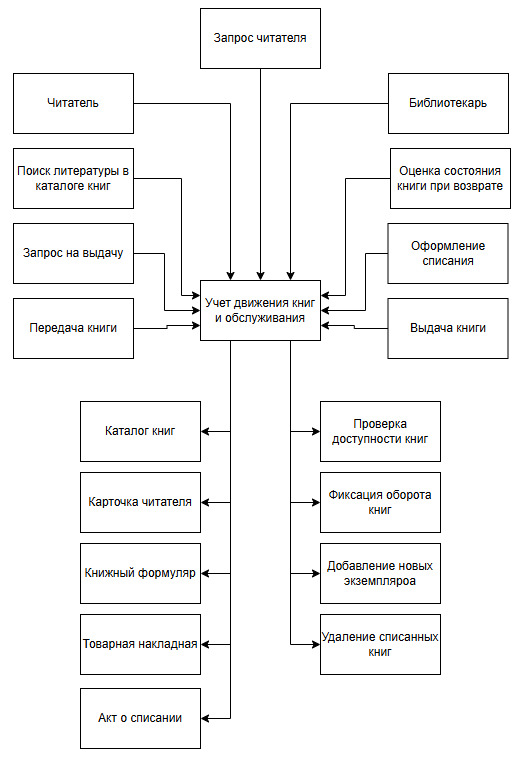 Запрос читателя
Читатель
Библиотекарь
Поиск литературы в
каталоге книг
Оценка состояния
книги при возврате
Запрос на выдачу
Оформление
списания
Учет движения книг
и обслуживания
Передача книги
Выдача книги
Каталог книг
Проверка
доступности книг
Карточка читателя
Фиксация оборота
книг
Книжный формуляр
Добавление новых
экземпляроа
Товарная накладная
Удаление списанных
книг
Акт о списании